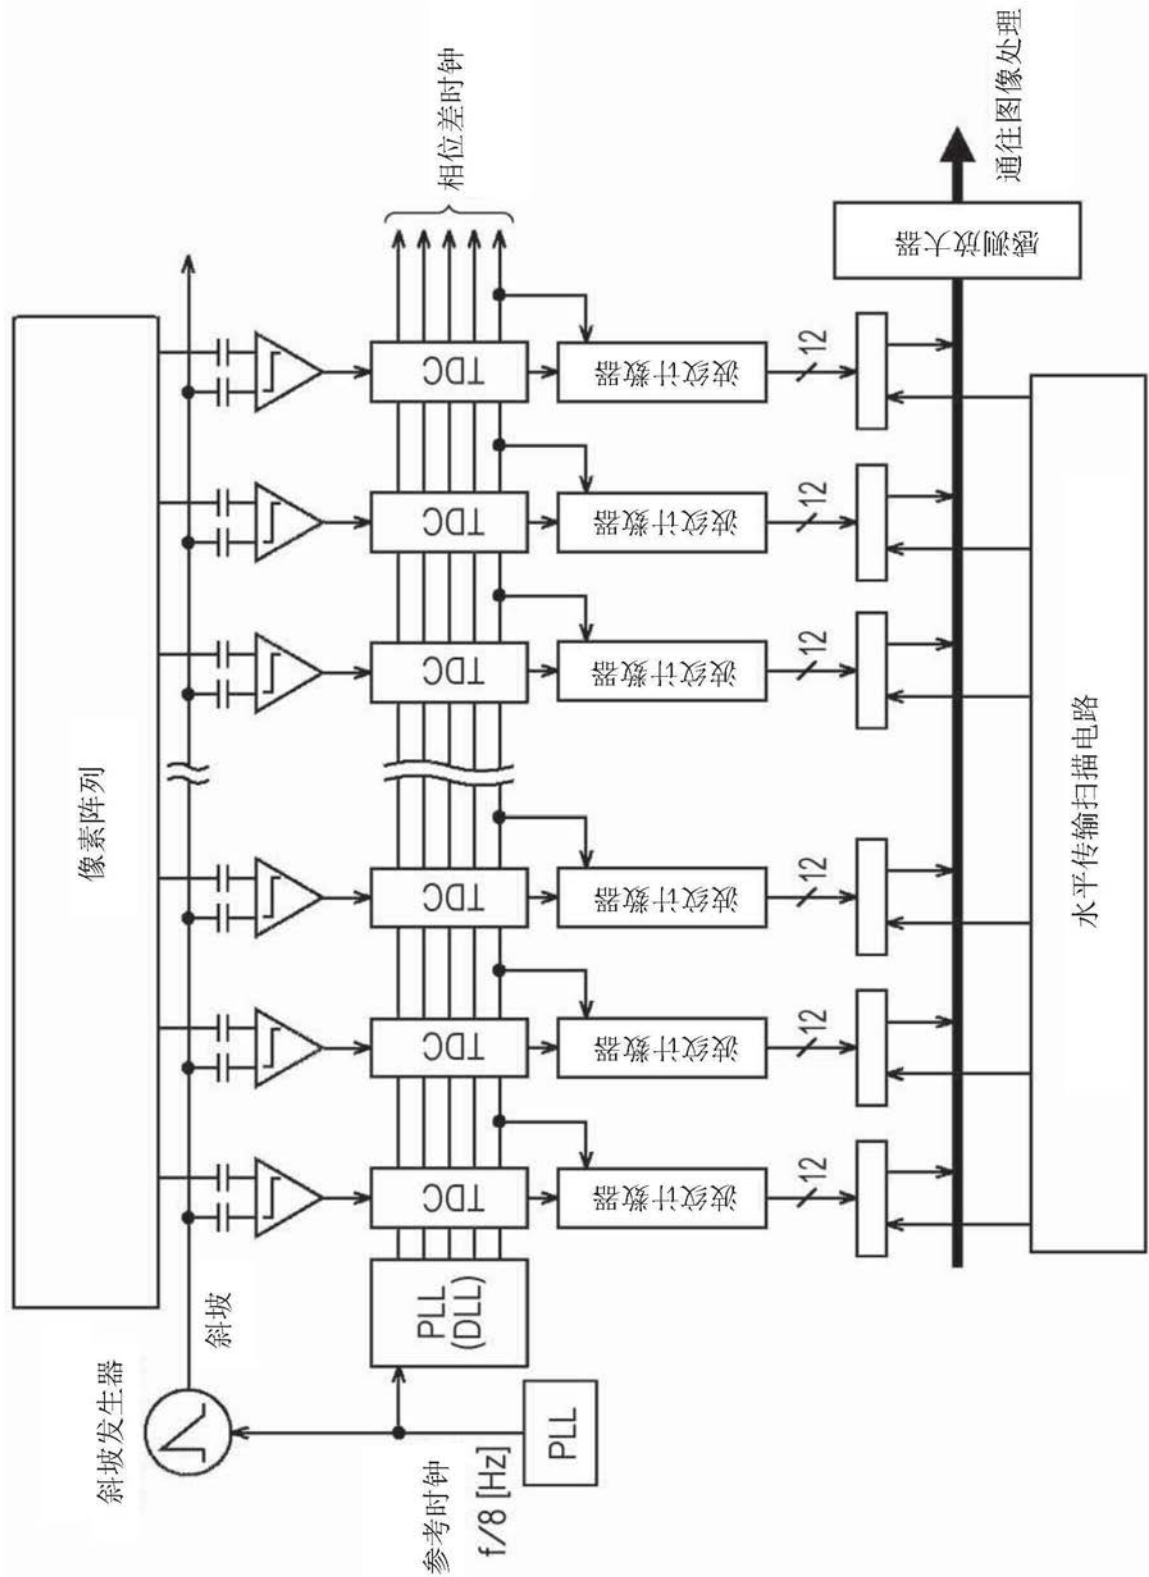 像素阵列
斜坡发生器
斜坡
参考时钟
f/8 [Hz]
PLL
PLL
(DLL)
TDC
TDC
TDC
TDC
TDC
TDC
相位差时钟
波纹计数器
波纹计数器
波纹计数器
波纹计数器
波纹计数器
波纹计数器
12
12
12
12
12
12
感测放大器
通往图像处理
水平传输扫描电路